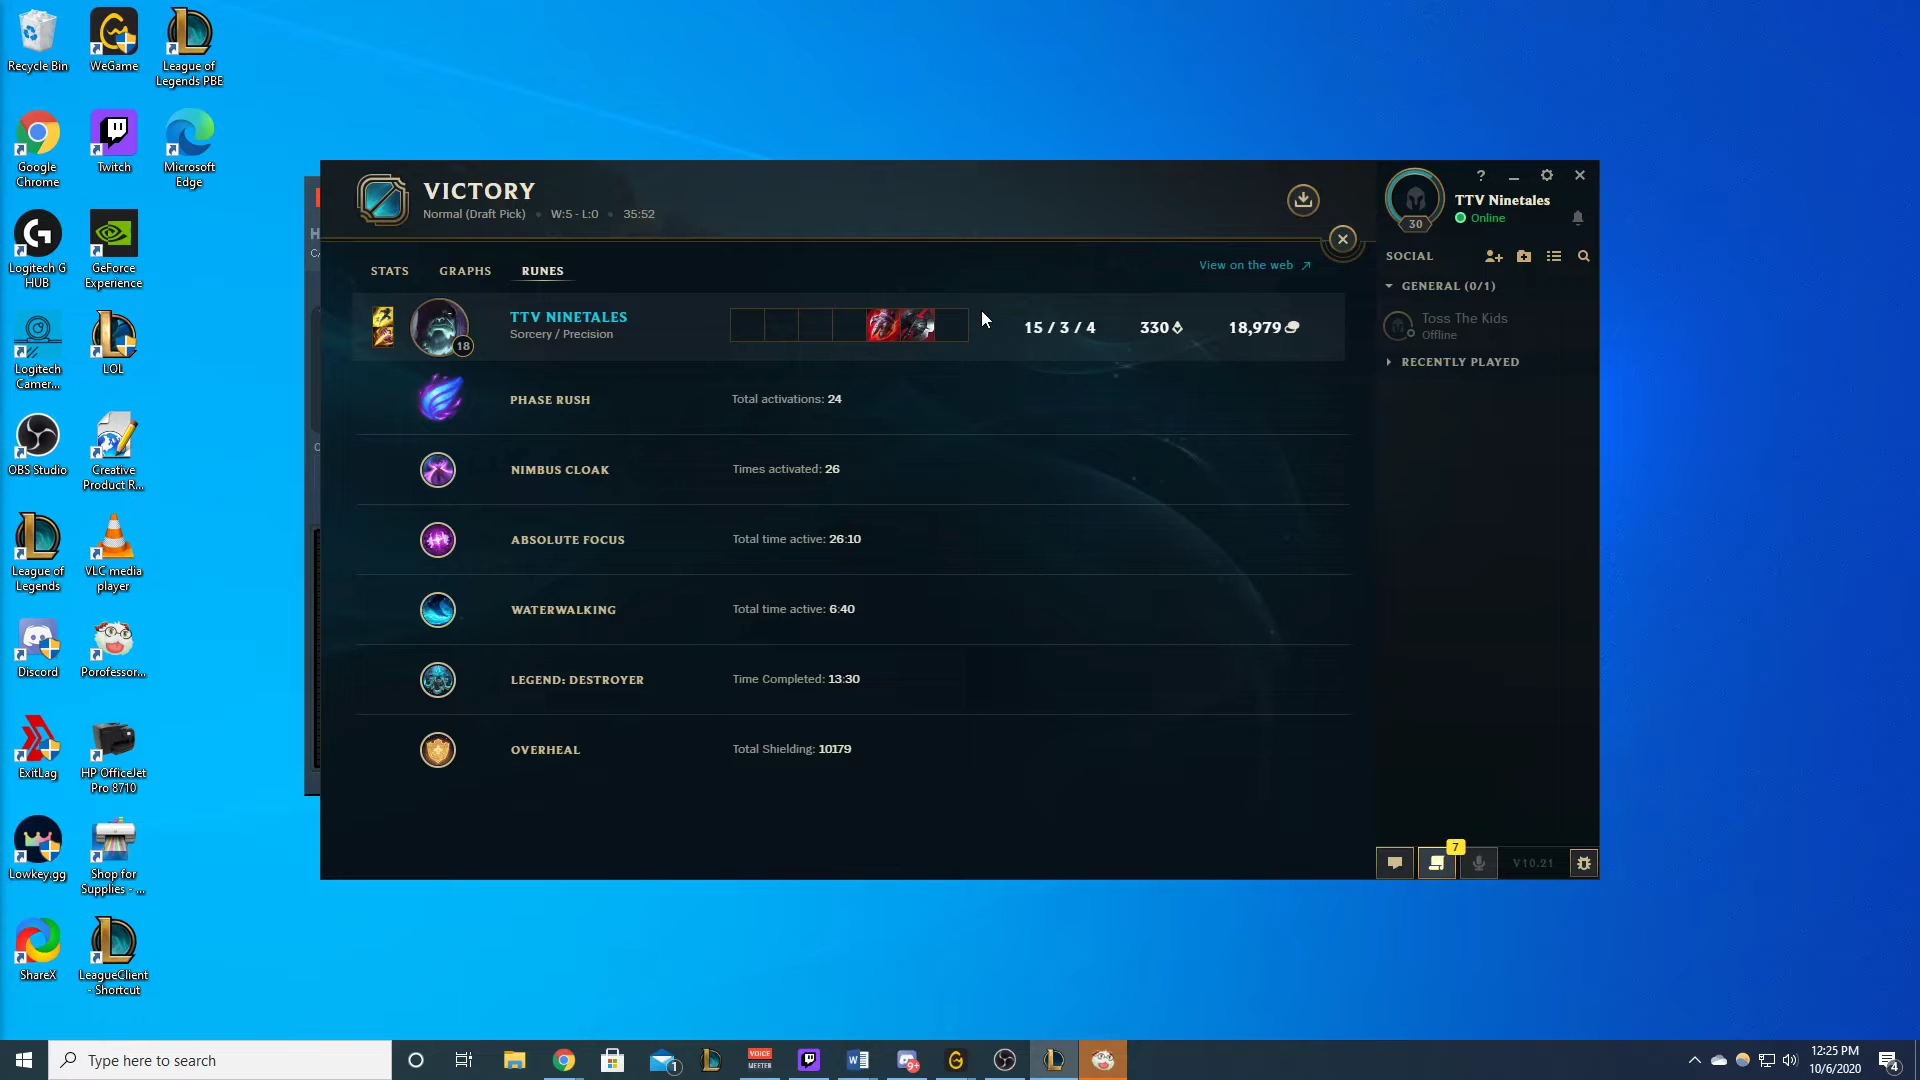 Recycle Bin
WeGame
League of
Legends PBE
Google
Chrome
Twitch
Microsoft
Edge
Logitech G
HUB
GeForce
Experience
Logitech
Camer...
LOL
OBS Studio
Creative
Product R...
League of
Legends
VLC media
player
Discord
Porofessor...
ExitLag
HP OfficeJet
Pro 8710
Lowkey.gg
Shop for
Supplies - ...
ShareX
LeagueClient
- Shortcut
VICTORY
Normal (Draft Pick) • W:5 - L:0 • 35:52
STATS GRAPHS RUNES
View on the web
TTV NINETALES
Sorcery / Precision
18
15 / 3 / 4 330 18,979
PHASE RUSH Total activations: 24
NIMBUS CLOAK Times activated: 26
ABSOLUTE FOCUS Total time active: 26:10
WATERWALKING Total time active: 6:40
LEGEND: DESTROYER Time Completed: 13:30
OVERHEAL Total Shielding: 10179
?
TTV Ninetales
Online
30
SOCIAL
GENERAL (0/1)
Toss The Kids
Offline
RECENTLY PLAYED
7
V10.21
Type here to search
1
VOICE
MEETER
9+
12:25 PM
10/6/2020
4